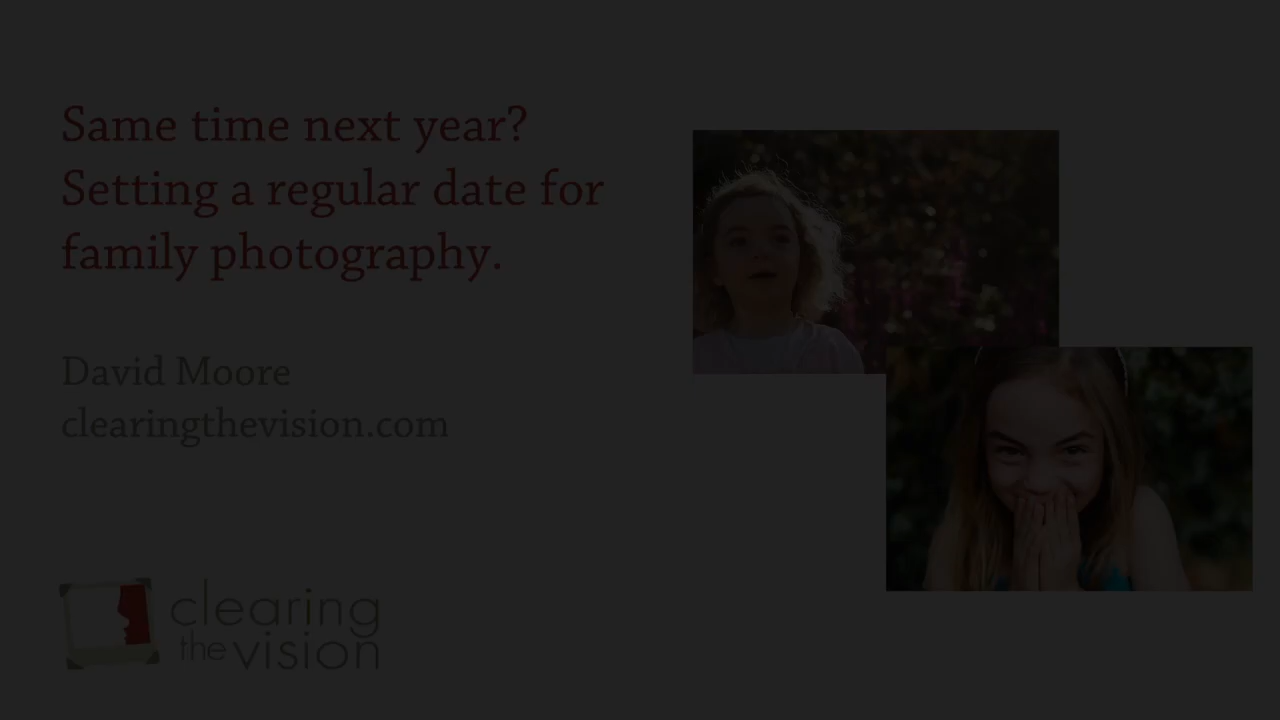 Same time next year?
Setting a regular date for
family photography.
David Moore
clearingthevision.com
clearing
the vision